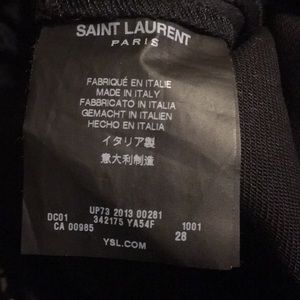 SAINT LAURENT
PARIS
FABRIQUÉ EN ITALIE
MADE IN ITALY
FABBRICATO IN ITALIA
GEMACHT IN ITALIEN
HECHO EN ITALIA
イタリア製
意大利制造
UP73 2013 00281
DC01 342175 YA54F 1001
CA 00985 28
YSL.COM